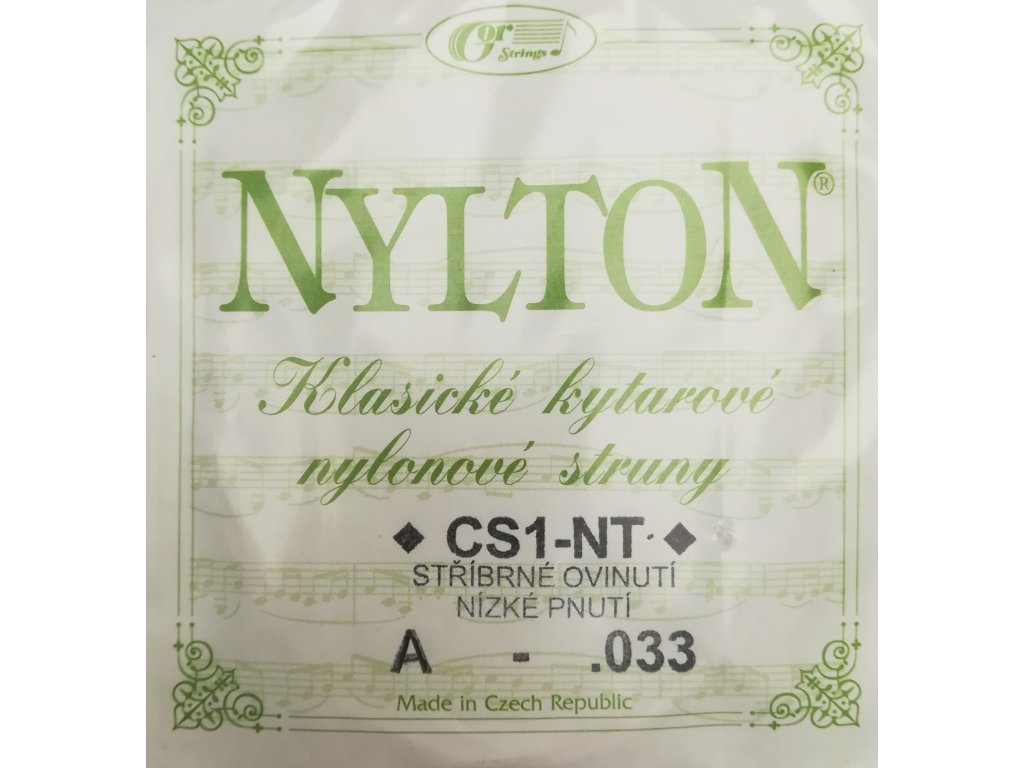 Gor
Strings
NYLTON®
Klasické kytarové
nylonové struny
◆ CS1-NT ◆
STŘÍBRNÉ OVINUTÍ
NÍZKÉ PNUTÍ
A - .033
Made in Czech Republic